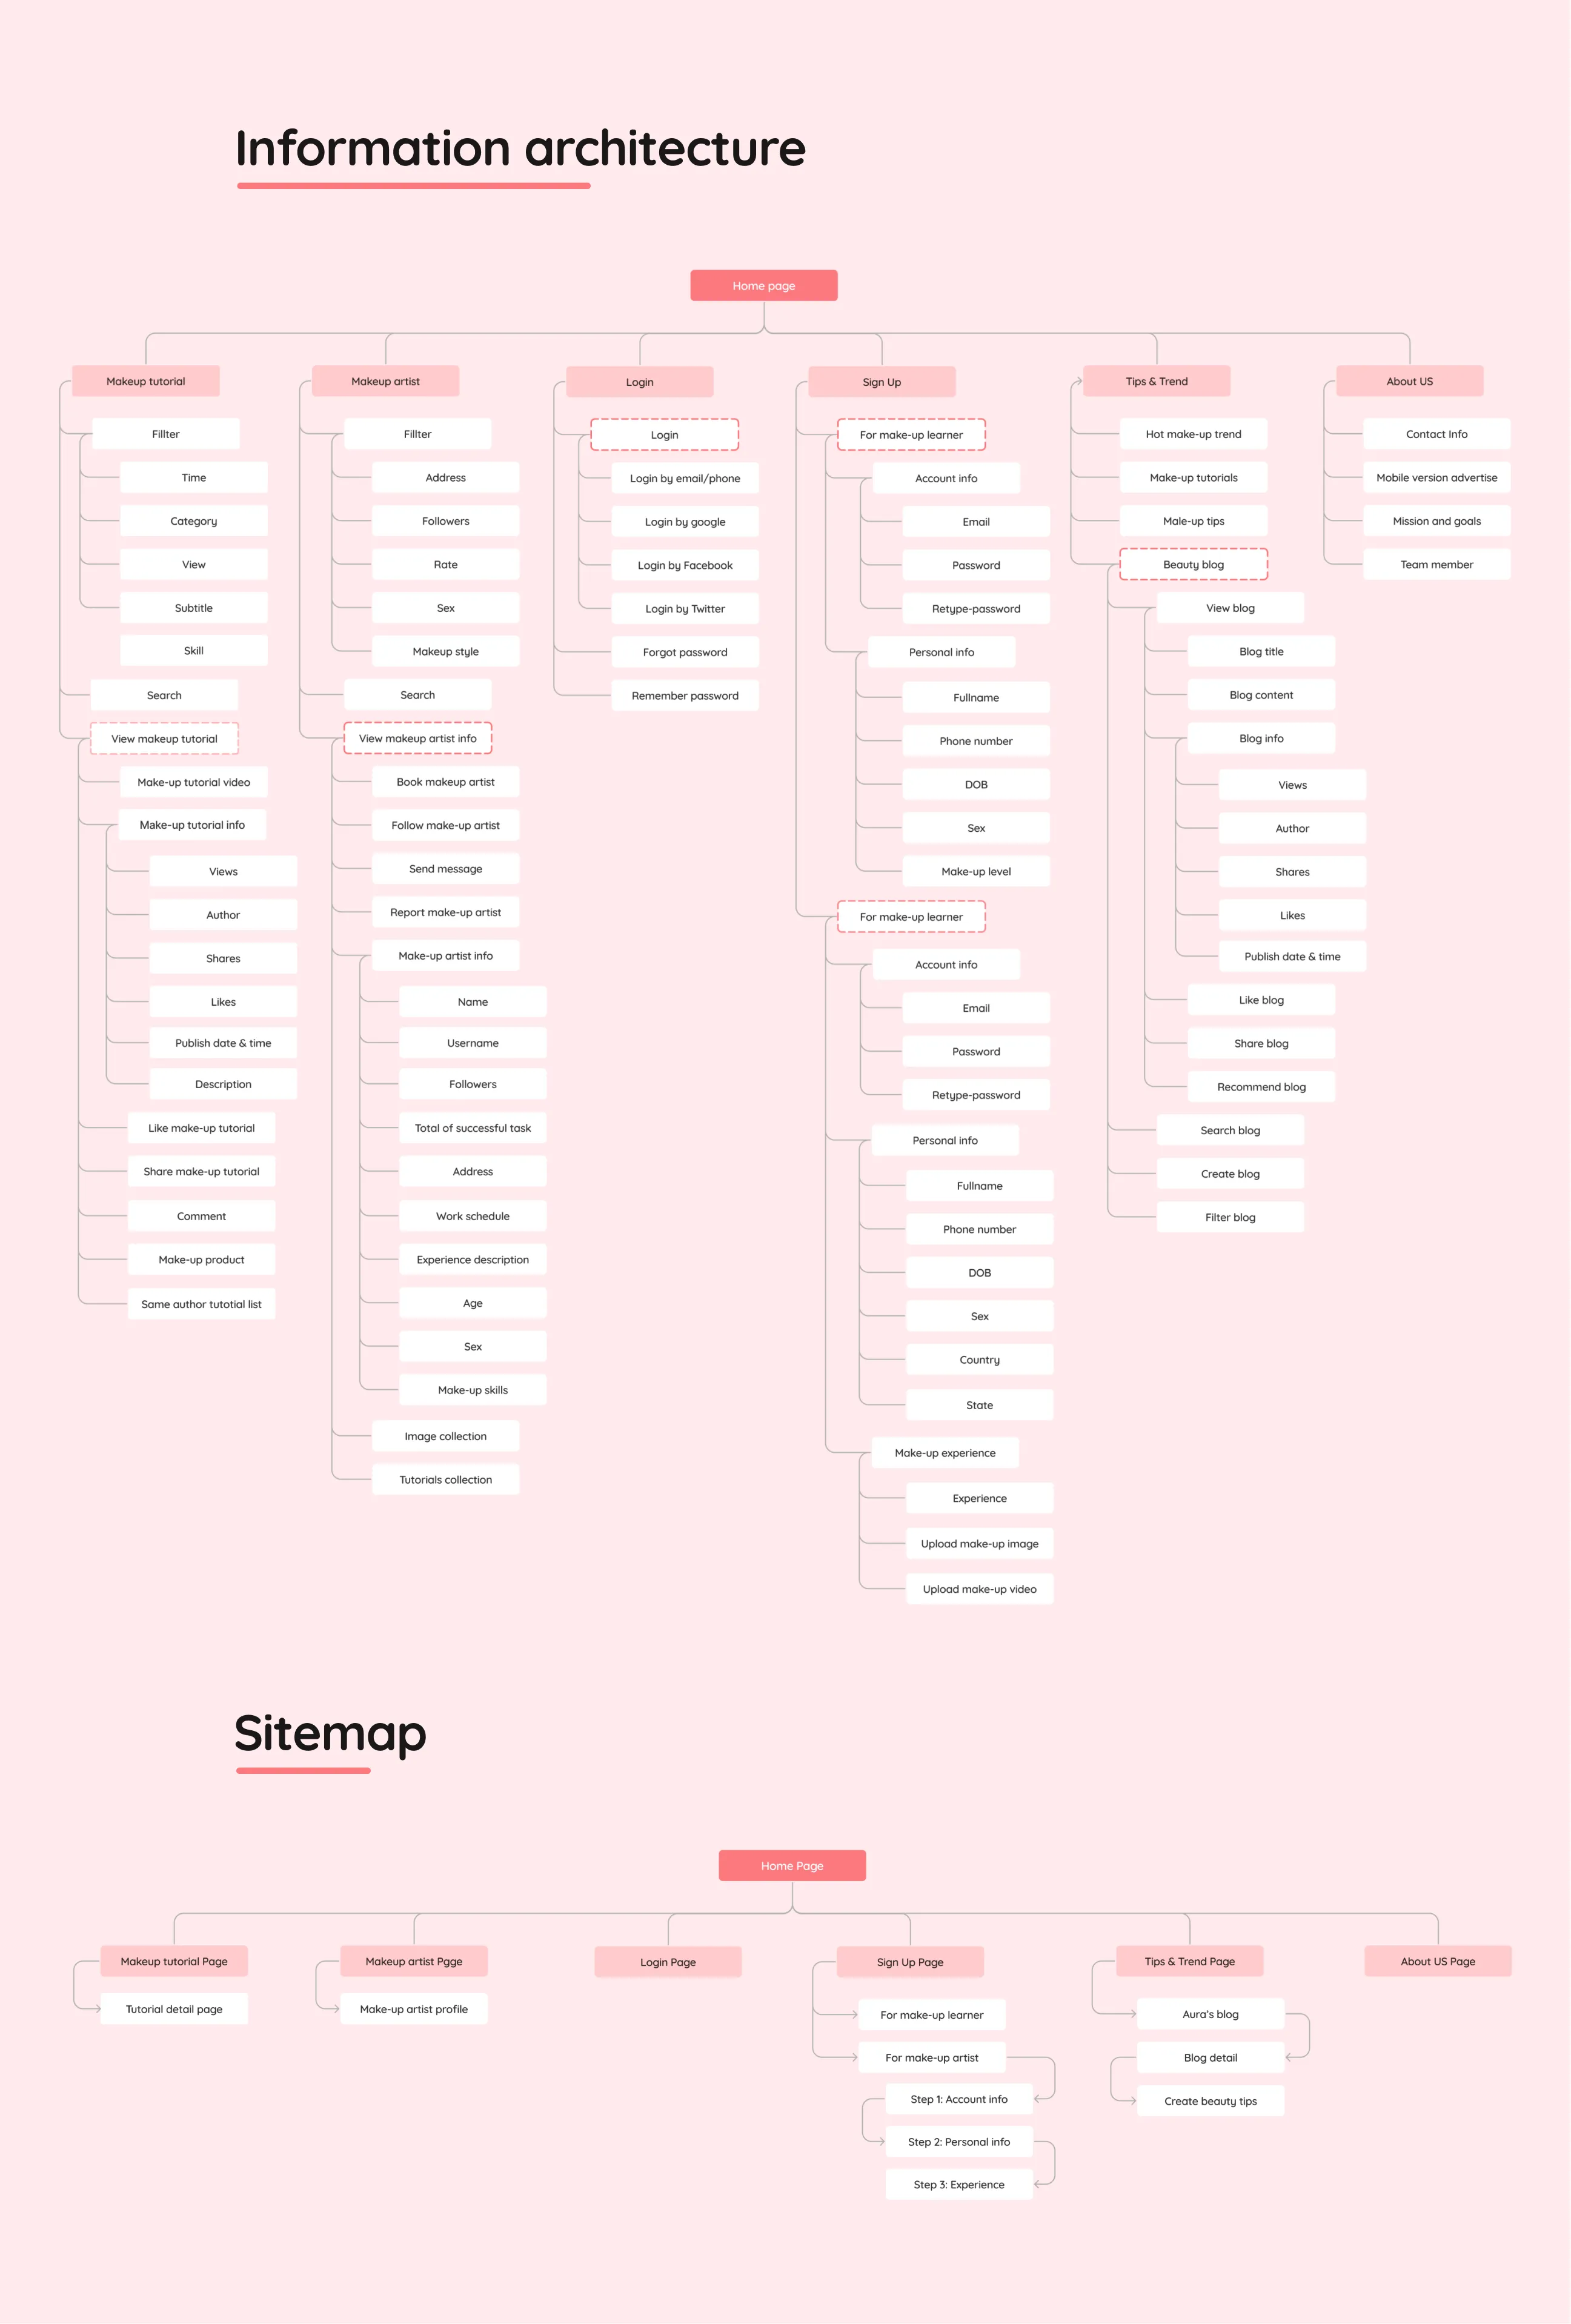 Information architecture
Home page
Makeup tutorial
Fillter
Time
Category
View
Subtitle
Skill
Search
View makeup tutorial
Make-up tutorial video
Make-up tutorial info
Views
Author
Shares
Likes
Publish date & time
Description
Like make-up tutorial
Share make-up tutorial
Comment
Make-up product
Same author tutotial list
Makeup artist
Fillter
Address
Followers
Rate
Sex
Makeup style
Search
View makeup artist info
Book makeup artist
Follow make-up artist
Send message
Report make-up artist
Make-up artist info
Name
Username
Followers
Total of successful task
Address
Work schedule
Experience description
Age
Sex
Make-up skills
Image collection
Tutorials collection
Login
Login
Login by email/phone
Login by google
Login by Facebook
Login by Twitter
Forgot password
Remember password
Sign Up
For make-up learner
Account info
Email
Password
Retype-password
Personal info
Fullname
Phone number
DOB
Sex
Make-up level
For make-up learner
Account info
Email
Password
Retype-password
Personal info
Fullname
Phone number
DOB
Sex
Country
State
Make-up experience
Experience
Upload make-up image
Upload make-up video
Tips & Trend
Hot make-up trend
Make-up tutorials
Male-up tips
Beauty blog
View blog
Blog title
Blog content
Blog info
Views
Author
Shares
Likes
Publish date & time
Like blog
Share blog
Recommend blog
Search blog
Create blog
Filter blog
About US
Contact Info
Mobile version advertise
Mission and goals
Team member
Sitemap
Home Page
Makeup tutorial Page
Tutorial detail page
Makeup artist Pgge
Make-up artist profile
Login Page
Sign Up Page
For make-up learner
For make-up artist
Step 1: Account info
Step 2: Personal info
Step 3: Experience
Tips & Trend Page
Aura's blog
Blog detail
Create beauty tips
About US Page